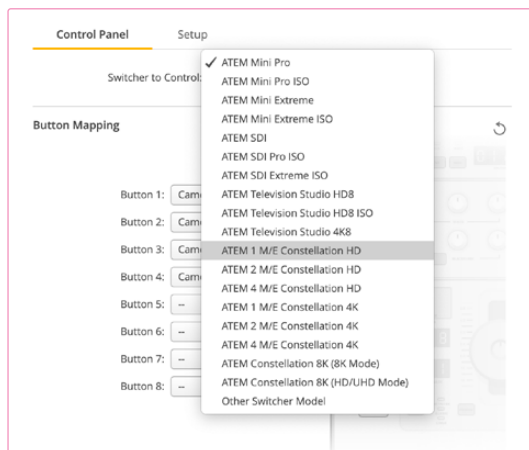 Control Panel Setup
Switcher to Control:
✓ ATEM Mini Pro
ATEM Mini Pro ISO
ATEM Mini Extreme
ATEM Mini Extreme ISO
ATEM SDI
ATEM SDI Pro ISO
ATEM SDI Extreme ISO
ATEM Television Studio HD8
ATEM Television Studio HD8 ISO
ATEM Television Studio 4K8
ATEM 1 M/E Constellation HD
ATEM 2 M/E Constellation HD
ATEM 4 M/E Constellation HD
ATEM 1 M/E Constellation 4K
ATEM 2 M/E Constellation 4K
ATEM 4 M/E Constellation 4K
ATEM Constellation 8K (8K Mode)
ATEM Constellation 8K (HD/UHD Mode)
Other Switcher Model
Button Mapping
Button 1: Came
Button 2: Came
Button 3: Came
Button 4: Came
Button 5: --
Button 6: --
Button 7: --
Button 8: --